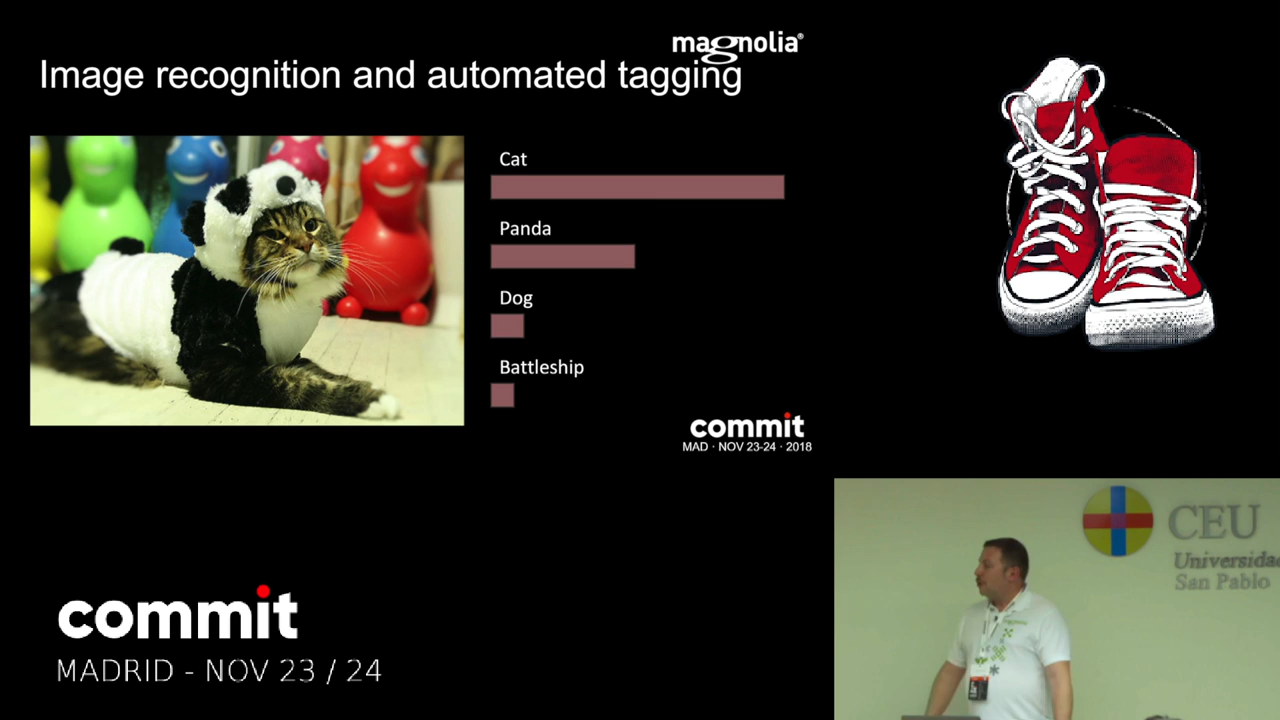 magnolia®
Image recognition and automated tagging
Cat
Panda
Dog
Battleship
commit
MAD · NOV 23-24 · 2018
commit
MADRID - NOV 23 / 24
CEU
Universidad
San Pablo